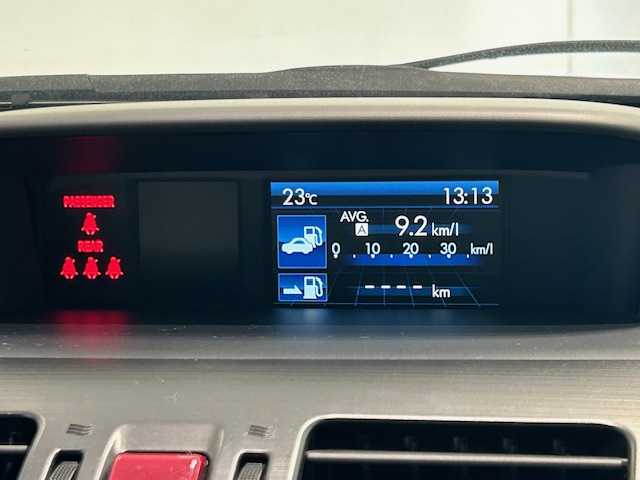 PASSENGER
REAR
23°C 13:13
AVG.
A 9.2 km/l
0 10 20 30 km/l
---- km